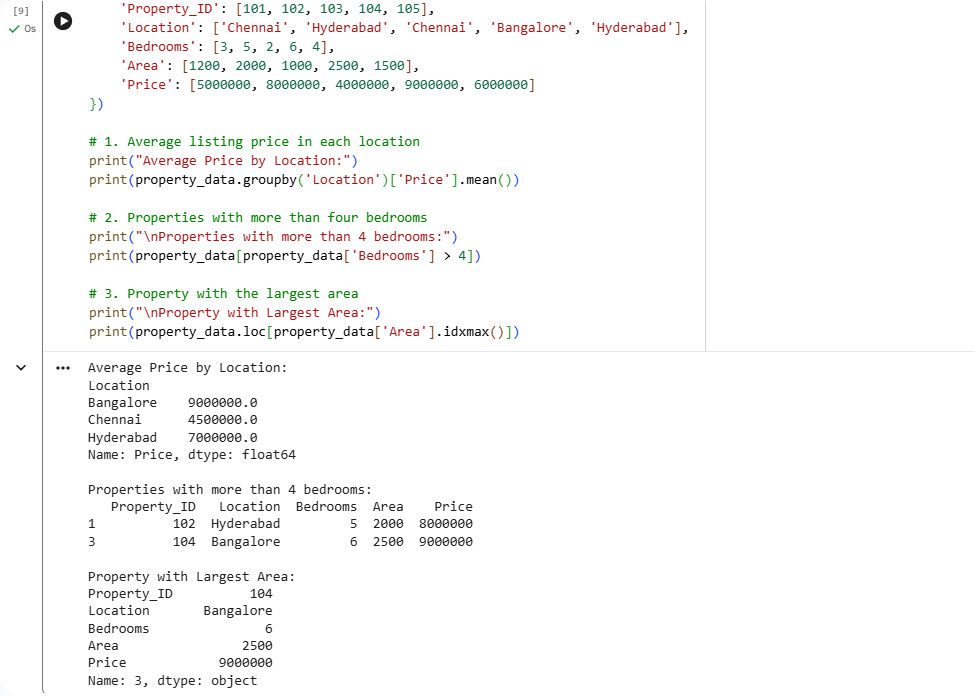 [9]
0s
    'Property_ID': [101, 102, 103, 104, 105],
    'Location': ['Chennai', 'Hyderabad', 'Chennai', 'Bangalore', 'Hyderabad'],
    'Bedrooms': [3, 5, 2, 6, 4],
    'Area': [1200, 2000, 1000, 2500, 1500],
    'Price': [5000000, 8000000, 4000000, 9000000, 6000000]
})

# 1. Average listing price in each location
print("Average Price by Location:")
print(property_data.groupby('Location')['Price'].mean())

# 2. Properties with more than four bedrooms
print("\nProperties with more than 4 bedrooms:")
print(property_data[property_data['Bedrooms'] > 4])

# 3. Property with the largest area
print("\nProperty with Largest Area:")
print(property_data.loc[property_data['Area'].idxmax()])

Average Price by Location:
Location
Bangalore    9000000.0
Chennai      4500000.0
Hyderabad    7000000.0
Name: Price, dtype: float64

Properties with more than 4 bedrooms:
   Property_ID   Location  Bedrooms  Area    Price
1          102  Hyderabad         5  2000  8000000
3          104  Bangalore         6  2500  9000000

Property with Largest Area:
Property_ID          104
Location       Bangalore
Bedrooms               6
Area                2500
Price            9000000
Name: 3, dtype: object